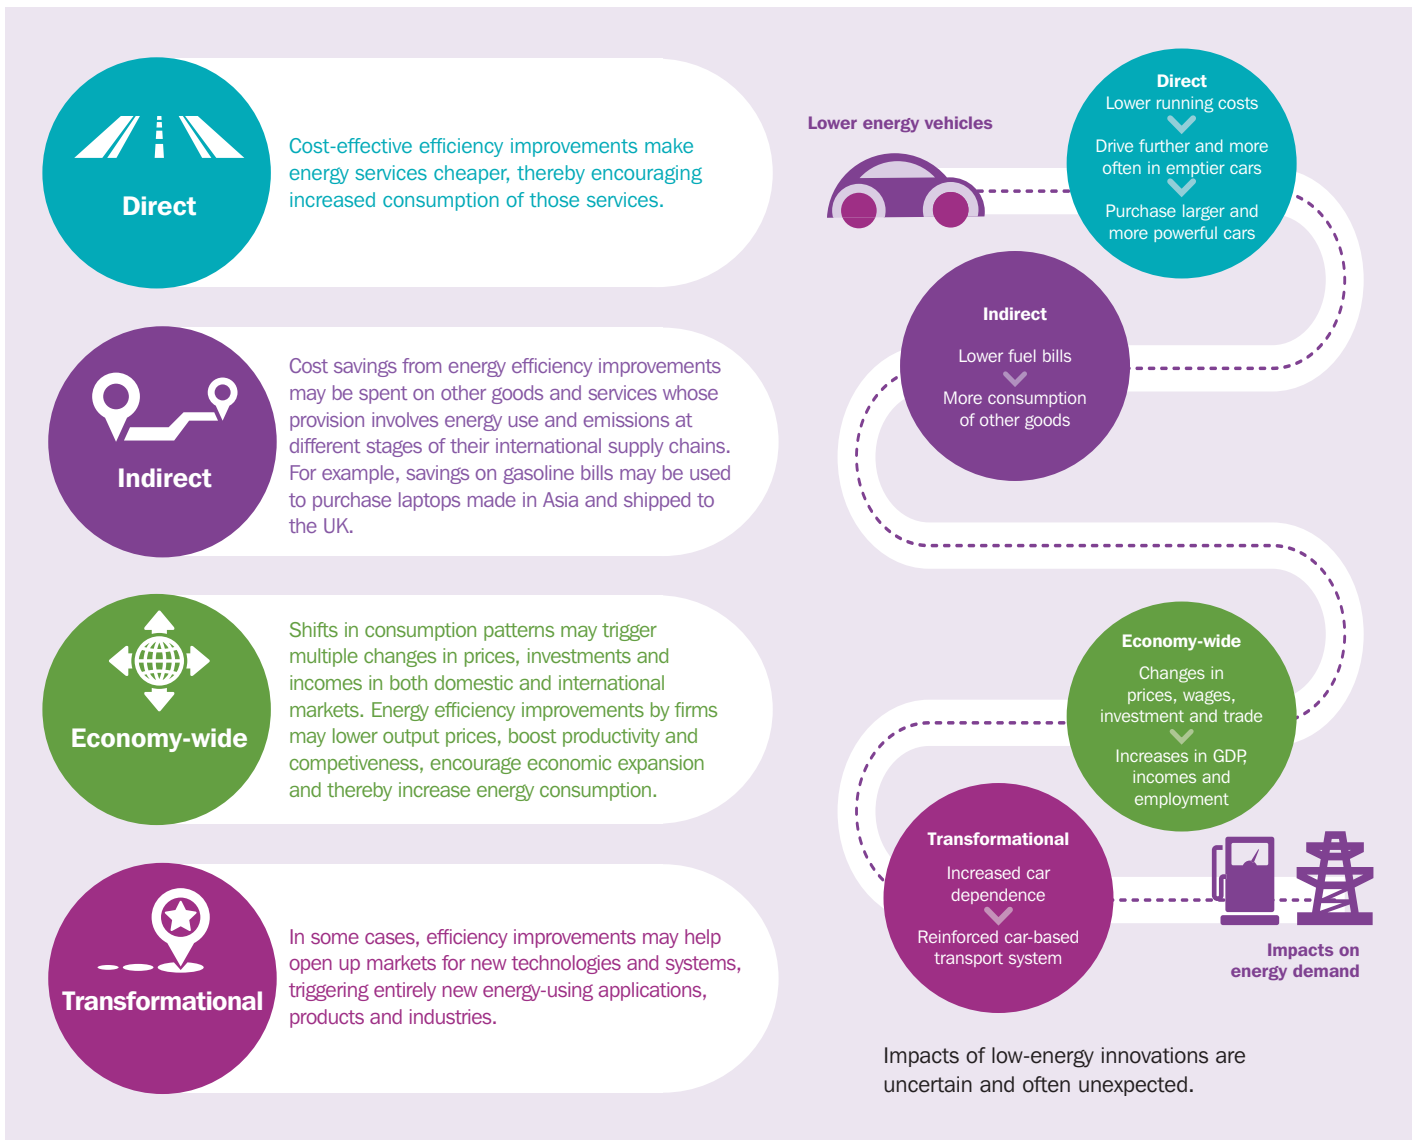 Direct
Cost-effective efficiency improvements make
energy services cheaper, thereby encouraging
increased consumption of those services.
Indirect
Cost savings from energy efficiency improvements
may be spent on other goods and services whose
provision involves energy use and emissions at
different stages of their international supply chains.
For example, savings on gasoline bills may be used
to purchase laptops made in Asia and shipped to
the UK.
Economy-wide
Shifts in consumption patterns may trigger
multiple changes in prices, investments and
incomes in both domestic and international
markets. Energy efficiency improvements by firms
may lower output prices, boost productivity and
competiveness, encourage economic expansion
and thereby increase energy consumption.
Transformational
In some cases, efficiency improvements may help
open up markets for new technologies and systems,
triggering entirely new energy-using applications,
products and industries.
Lower energy vehicles
Direct
Lower running costs
Drive further and more
often in emptier cars
Purchase larger and
more powerful cars
Indirect
Lower fuel bills
More consumption
of other goods
Economy-wide
Changes in
prices, wages,
investment and trade
Increases in GDP,
incomes and
employment
Transformational
Increased car
dependence
Reinforced car-based
transport system
Impacts on
energy demand
Impacts of low-energy innovations are
uncertain and often unexpected.